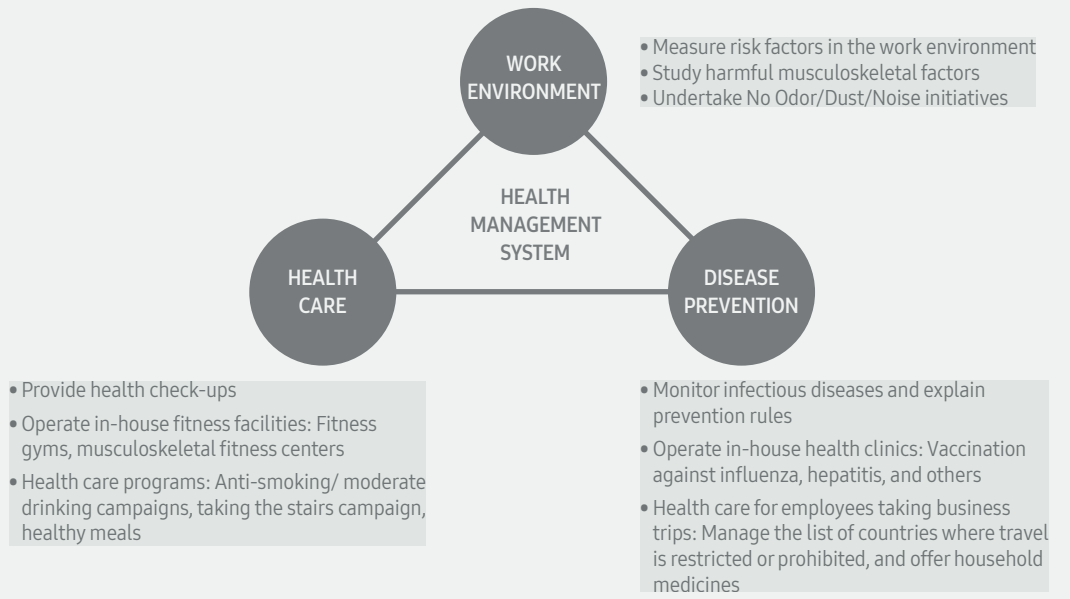 WORK
ENVIRONMENT
• Measure risk factors in the work environment
• Study harmful musculoskeletal factors
• Undertake No Odor/Dust/Noise initiatives
HEALTH
MANAGEMENT
SYSTEM
HEALTH
CARE
DISEASE
PREVENTION
• Provide health check-ups
• Operate in-house fitness facilities: Fitness
gyms, musculoskeletal fitness centers
• Health care programs: Anti-smoking/ moderate
drinking campaigns, taking the stairs campaign,
healthy meals
• Monitor infectious diseases and explain
prevention rules
• Operate in-house health clinics: Vaccination
against influenza, hepatitis, and others
• Health care for employees taking business
trips: Manage the list of countries where travel
is restricted or prohibited, and offer household
medicines